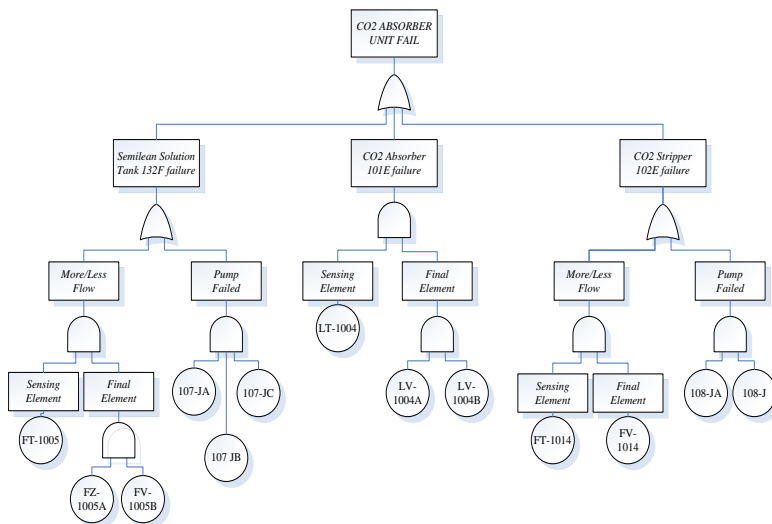 CO2 ABSORBER
UNIT FAIL
Semilean Solution
Tank 132F failure
CO2 Absorber
101E failure
CO2 Stripper
102E failure
More/Less
Flow
Pump
Failed
Sensing
Element
Final
Element
More/Less
Flow
Pump
Failed
LT-1004
Sensing
Element
Final
Element
107-JA
107-JC
LV-
1004A
LV-
1004B
Sensing
Element
Final
Element
108-JA
108-J
FT-1005
107 JB
FT-1014
FV-
1014
FZ-
1005A
FV-
1005B